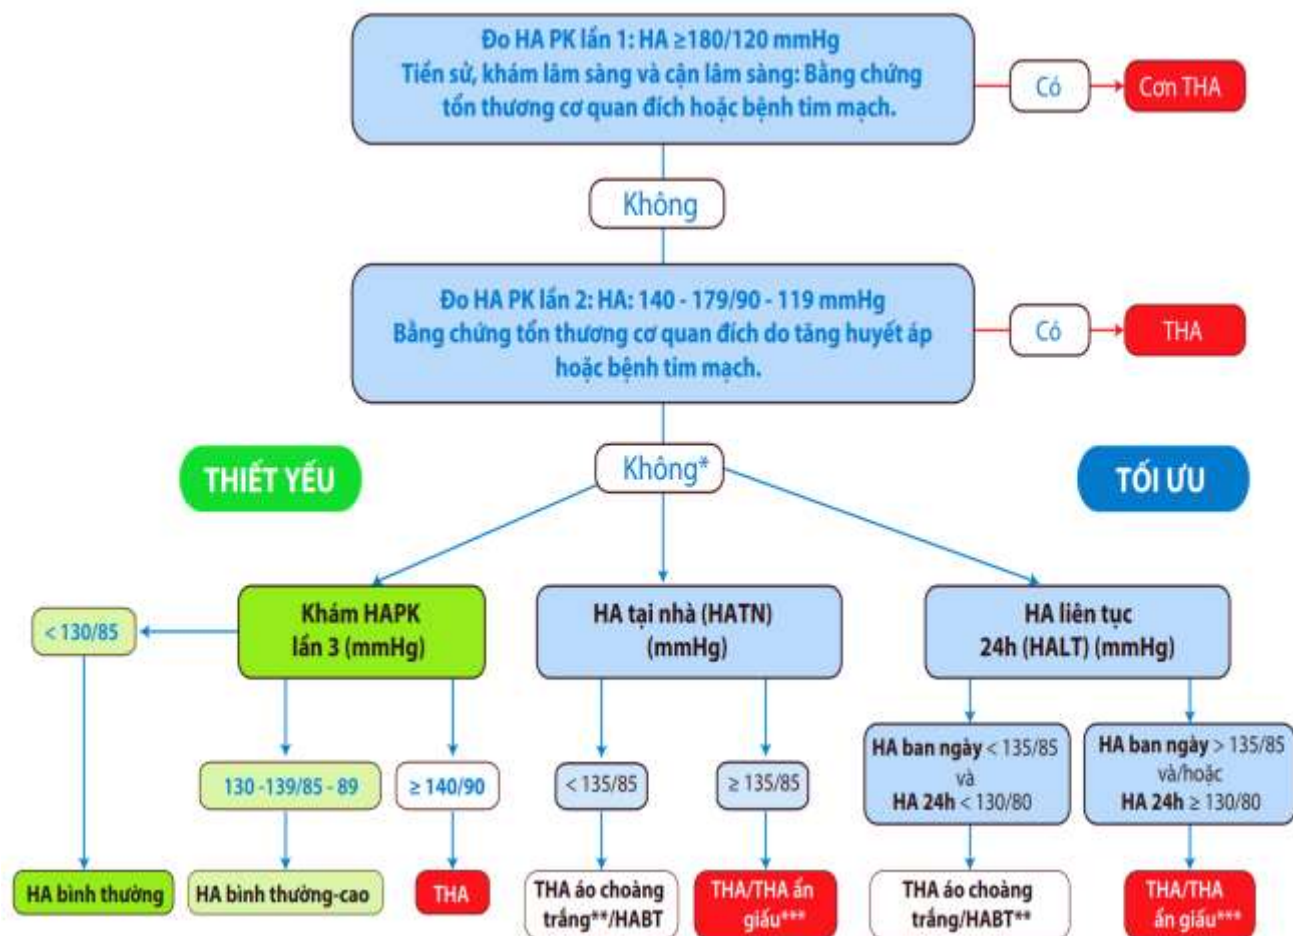 Đo HA PK lần 1: HA ≥180/120 mmHg
Tiền sử, khám lâm sàng và cận lâm sàng: Bằng chứng
tổn thương cơ quan đích hoặc bệnh tim mạch.
Có
Cơn THA
Không
Đo HA PK lần 2: HA: 140 - 179/90 - 119 mmHg
Bằng chứng tổn thương cơ quan đích do tăng huyết áp
hoặc bệnh tim mạch.
Có
THA
THIẾT YẾU
Không*
TỐI ƯU
< 130/85
Khám HAPK
lần 3 (mmHg)
HA tại nhà (HATN)
(mmHg)
HA liên tục
24h (HALT) (mmHg)
130 -139/85 - 89
≥ 140/90
< 135/85
≥ 135/85
HA ban ngày < 135/85
và
HA 24h < 130/80
HA ban ngày > 135/85
và/hoặc
HA 24h ≥ 130/80
HA bình thường
HA bình thường-cao
THA
THA áo choàng
trắng**/HABT
THA/THA ẩn
giấu***
THA áo choàng
trắng/HABT**
THA/THA
ẩn giấu***